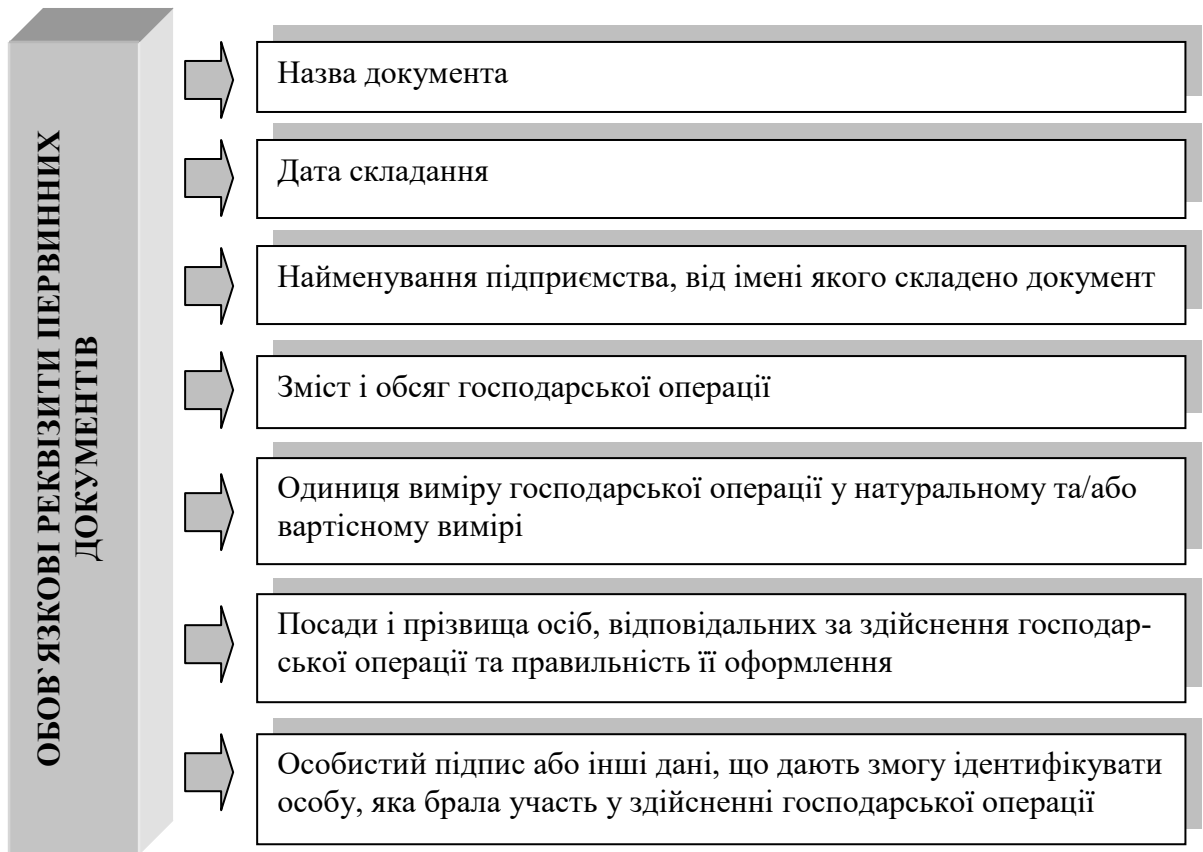 ОБОВ`ЯЗКОВІ РЕКВІЗИТИ ПЕРВИННИХ
ДОКУМЕНТІВ
Назва документа
Дата складання
Найменування підприємства, від імені якого складено документ
Зміст і обсяг господарської операції
Одиниця виміру господарської операції у натуральному та/або
вартісному вимірі
Посади і прізвища осіб, відповідальних за здійснення господар-
ської операції та правильність її оформлення
Особистий підпис або інші дані, що дають змогу ідентифікувати
особу, яка брала участь у здійсненні господарської операції